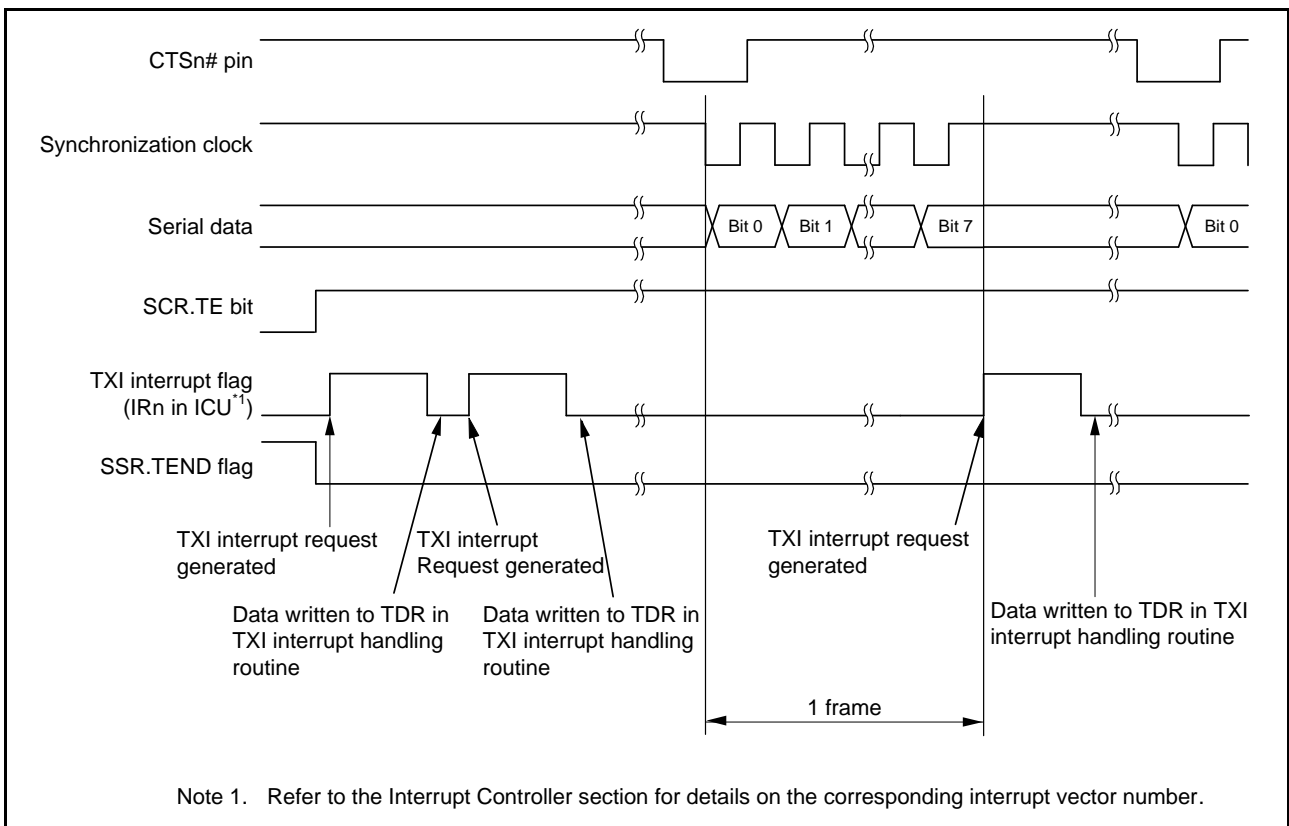 CTSn# pin
Synchronization clock
Serial data
Bit 0
Bit 1
Bit 7
Bit 0
SCR.TE bit
TXI interrupt flag
(IRn in ICU*1)
SSR.TEND flag
TXI interrupt request
generated
TXI interrupt
Request generated
TXI interrupt request
generated
Data written to TDR in
TXI interrupt handling
routine
Data written to TDR in
TXI interrupt handling
routine
Data written to TDR in TXI
interrupt handling routine
1 frame
Note 1. Refer to the Interrupt Controller section for details on the corresponding interrupt vector number.